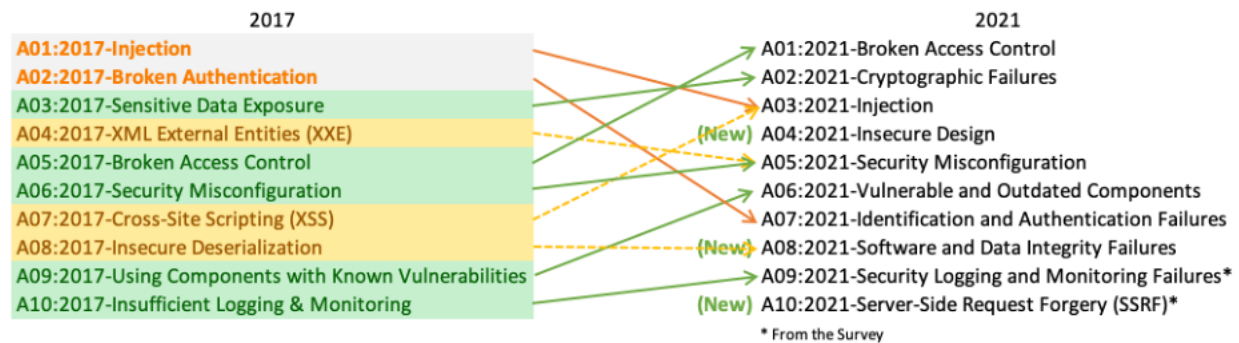 2017
2021
A01:2017-Injection
A02:2017-Broken Authentication
A03:2017-Sensitive Data Exposure
A04:2017-XML External Entities (XXE)
A05:2017-Broken Access Control
A06:2017-Security Misconfiguration
A07:2017-Cross-Site Scripting (XSS)
A08:2017-Insecure Deserialization
A09:2017-Using Components with Known Vulnerabilities
A10:2017-Insufficient Logging & Monitoring
A01:2021-Broken Access Control
A02:2021-Cryptographic Failures
A03:2021-Injection
(New) A04:2021-Insecure Design
A05:2021-Security Misconfiguration
A06:2021-Vulnerable and Outdated Components
A07:2021-Identification and Authentication Failures
(New) A08:2021-Software and Data Integrity Failures
A09:2021-Security Logging and Monitoring Failures*
(New) A10:2021-Server-Side Request Forgery (SSRF)*
* From the Survey